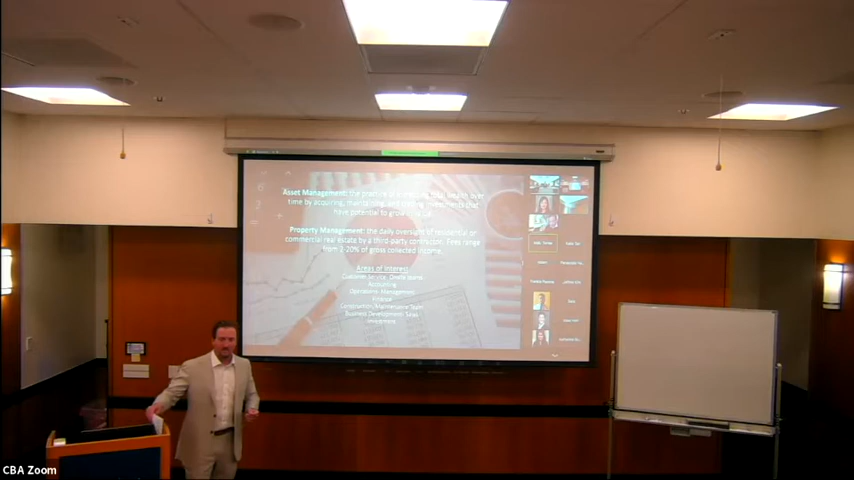 Asset Management: the practice of increasing total wealth over
time by acquiring, maintaining, and trading investments that
have potential to grow in value.
Property Management: the daily oversight of residential or
commercial real estate by a third-party contractor. Fees range
from 2-20% of gross collected income.
Areas of Interest
Customer Service: Onsite teams
Accounting
Operations: Management
Finance
Construction/Maintenance Team
Business Development: Sales
Investment
CBA Zoom